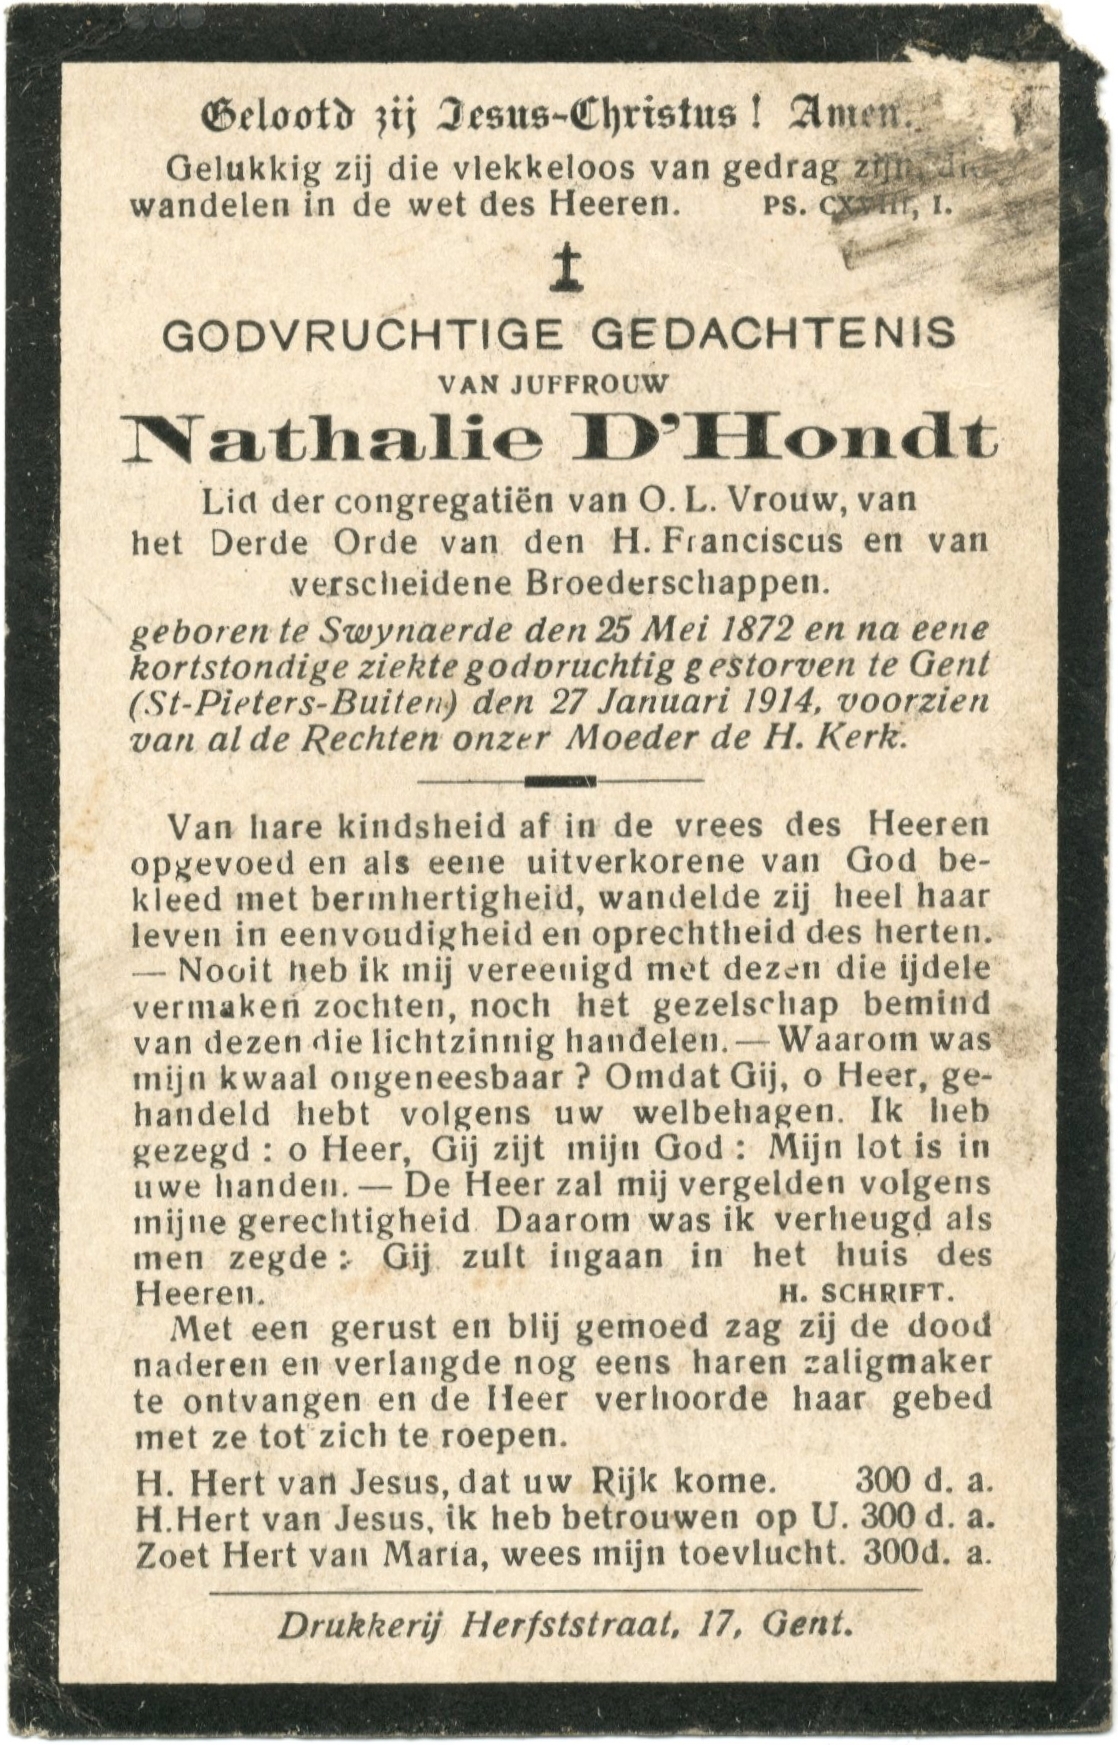 Gelootd zij Jesus-Christus! Amen.
Gelukkig zij die vlekkeloos van gedrag zijn, die
wandelen in de wet des Heeren. PS. CXVIII, I.
GODVRUCHTIGE GEDACHTENIS
VAN JUFFROUW
Nathalie D'Hondt
Lid der congregatiën van O. L. Vrouw, van
het Derde Orde van den H. Franciscus en van
verscheidene Broederschappen.
geboren te Swynaerde den 25 Mei 1872 en na eene
kortstondige ziekte godvruchtig gestorven te Gent
(St-Pieters-Buiten) den 27 Januari 1914, voorzien
van al de Rechten onzer Moeder de H. Kerk.
Van hare kindsheid af in de vrees des Heeren
opgevoed en als eene uitverkorene van God be-
kleed met bermhertigheid, wandelde zij heel haar
leven in eenvoudigheid en oprechtheid des herten.
— Nooit heb ik mij vereenigd met dezen die ijdele
vermaken zochten, noch het gezelschap bemind
van dezen die lichtzinnig handelen. — Waarom was
mijn kwaal ongeneesbaar ? Omdat Gij, o Heer, ge-
handeld hebt volgens uw welbehagen. Ik heb
gezegd : o Heer, Gij zijt mijn God : Mijn lot is in
uwe handen. — De Heer zal mij vergelden volgens
mijne gerechtigheid. Daarom was ik verheugd als
men zegde : Gij zult ingaan in het huis des
Heeren. H. SCHRIFT.
Met een gerust en blij gemoed zag zij de dood
naderen en verlangde nog eens haren zaligmaker
te ontvangen en de Heer verhoorde haar gebed
met ze tot zich te roepen.
H. Hert van Jesus, dat uw Rijk kome. 300 d. a.
H. Hert van Jesus, ik heb betrouwen op U. 300 d. a.
Zoet Hert van Maria, wees mijn toevlucht. 300 d. a.
Drukkerij Herfststraat, 17, Gent.